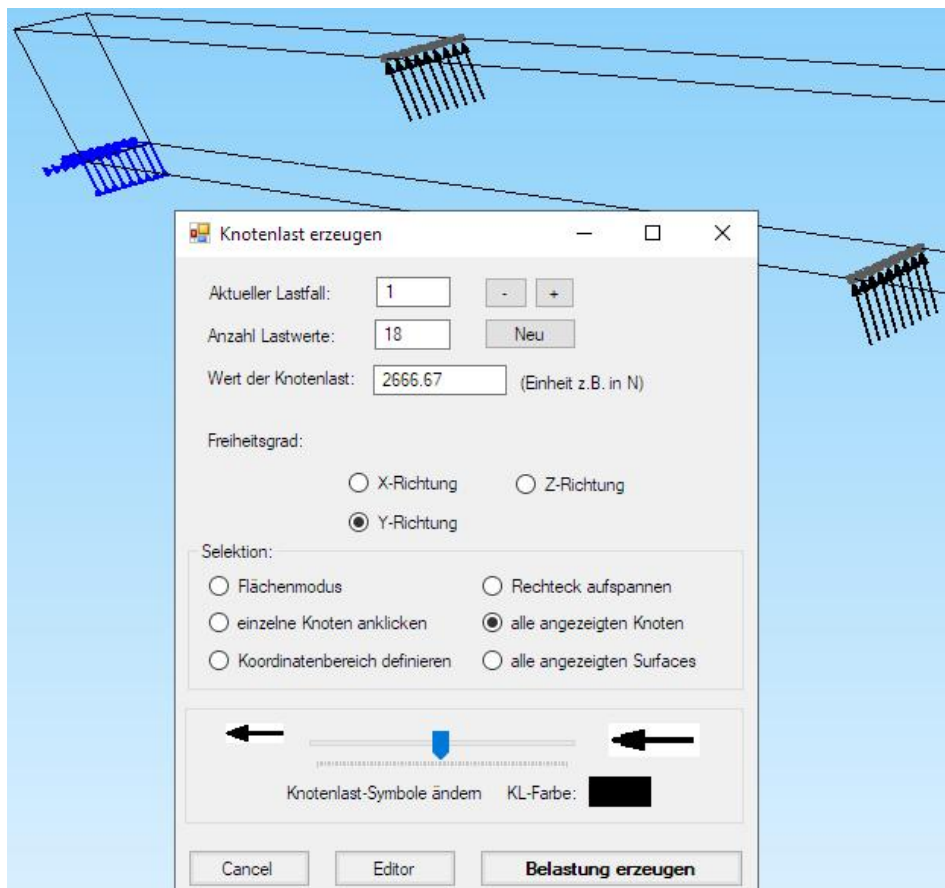 Knotenlast erzeugen
Aktueller Lastfall: 1 - +
Anzahl Lastwerte: 18 Neu
Wert der Knotenlast: 2666.67 (Einheit z.B. in N)
Freiheitsgrad:
X-Richtung Z-Richtung
Y-Richtung
Selektion:
Flächenmodus Rechteck aufspannen
einzelne Knoten anklicken alle angezeigten Knoten
Koordinatenbereich definieren alle angezeigten Surfaces
Knotenlast-Symbole ändern KL-Farbe:
Cancel Editor Belastung erzeugen